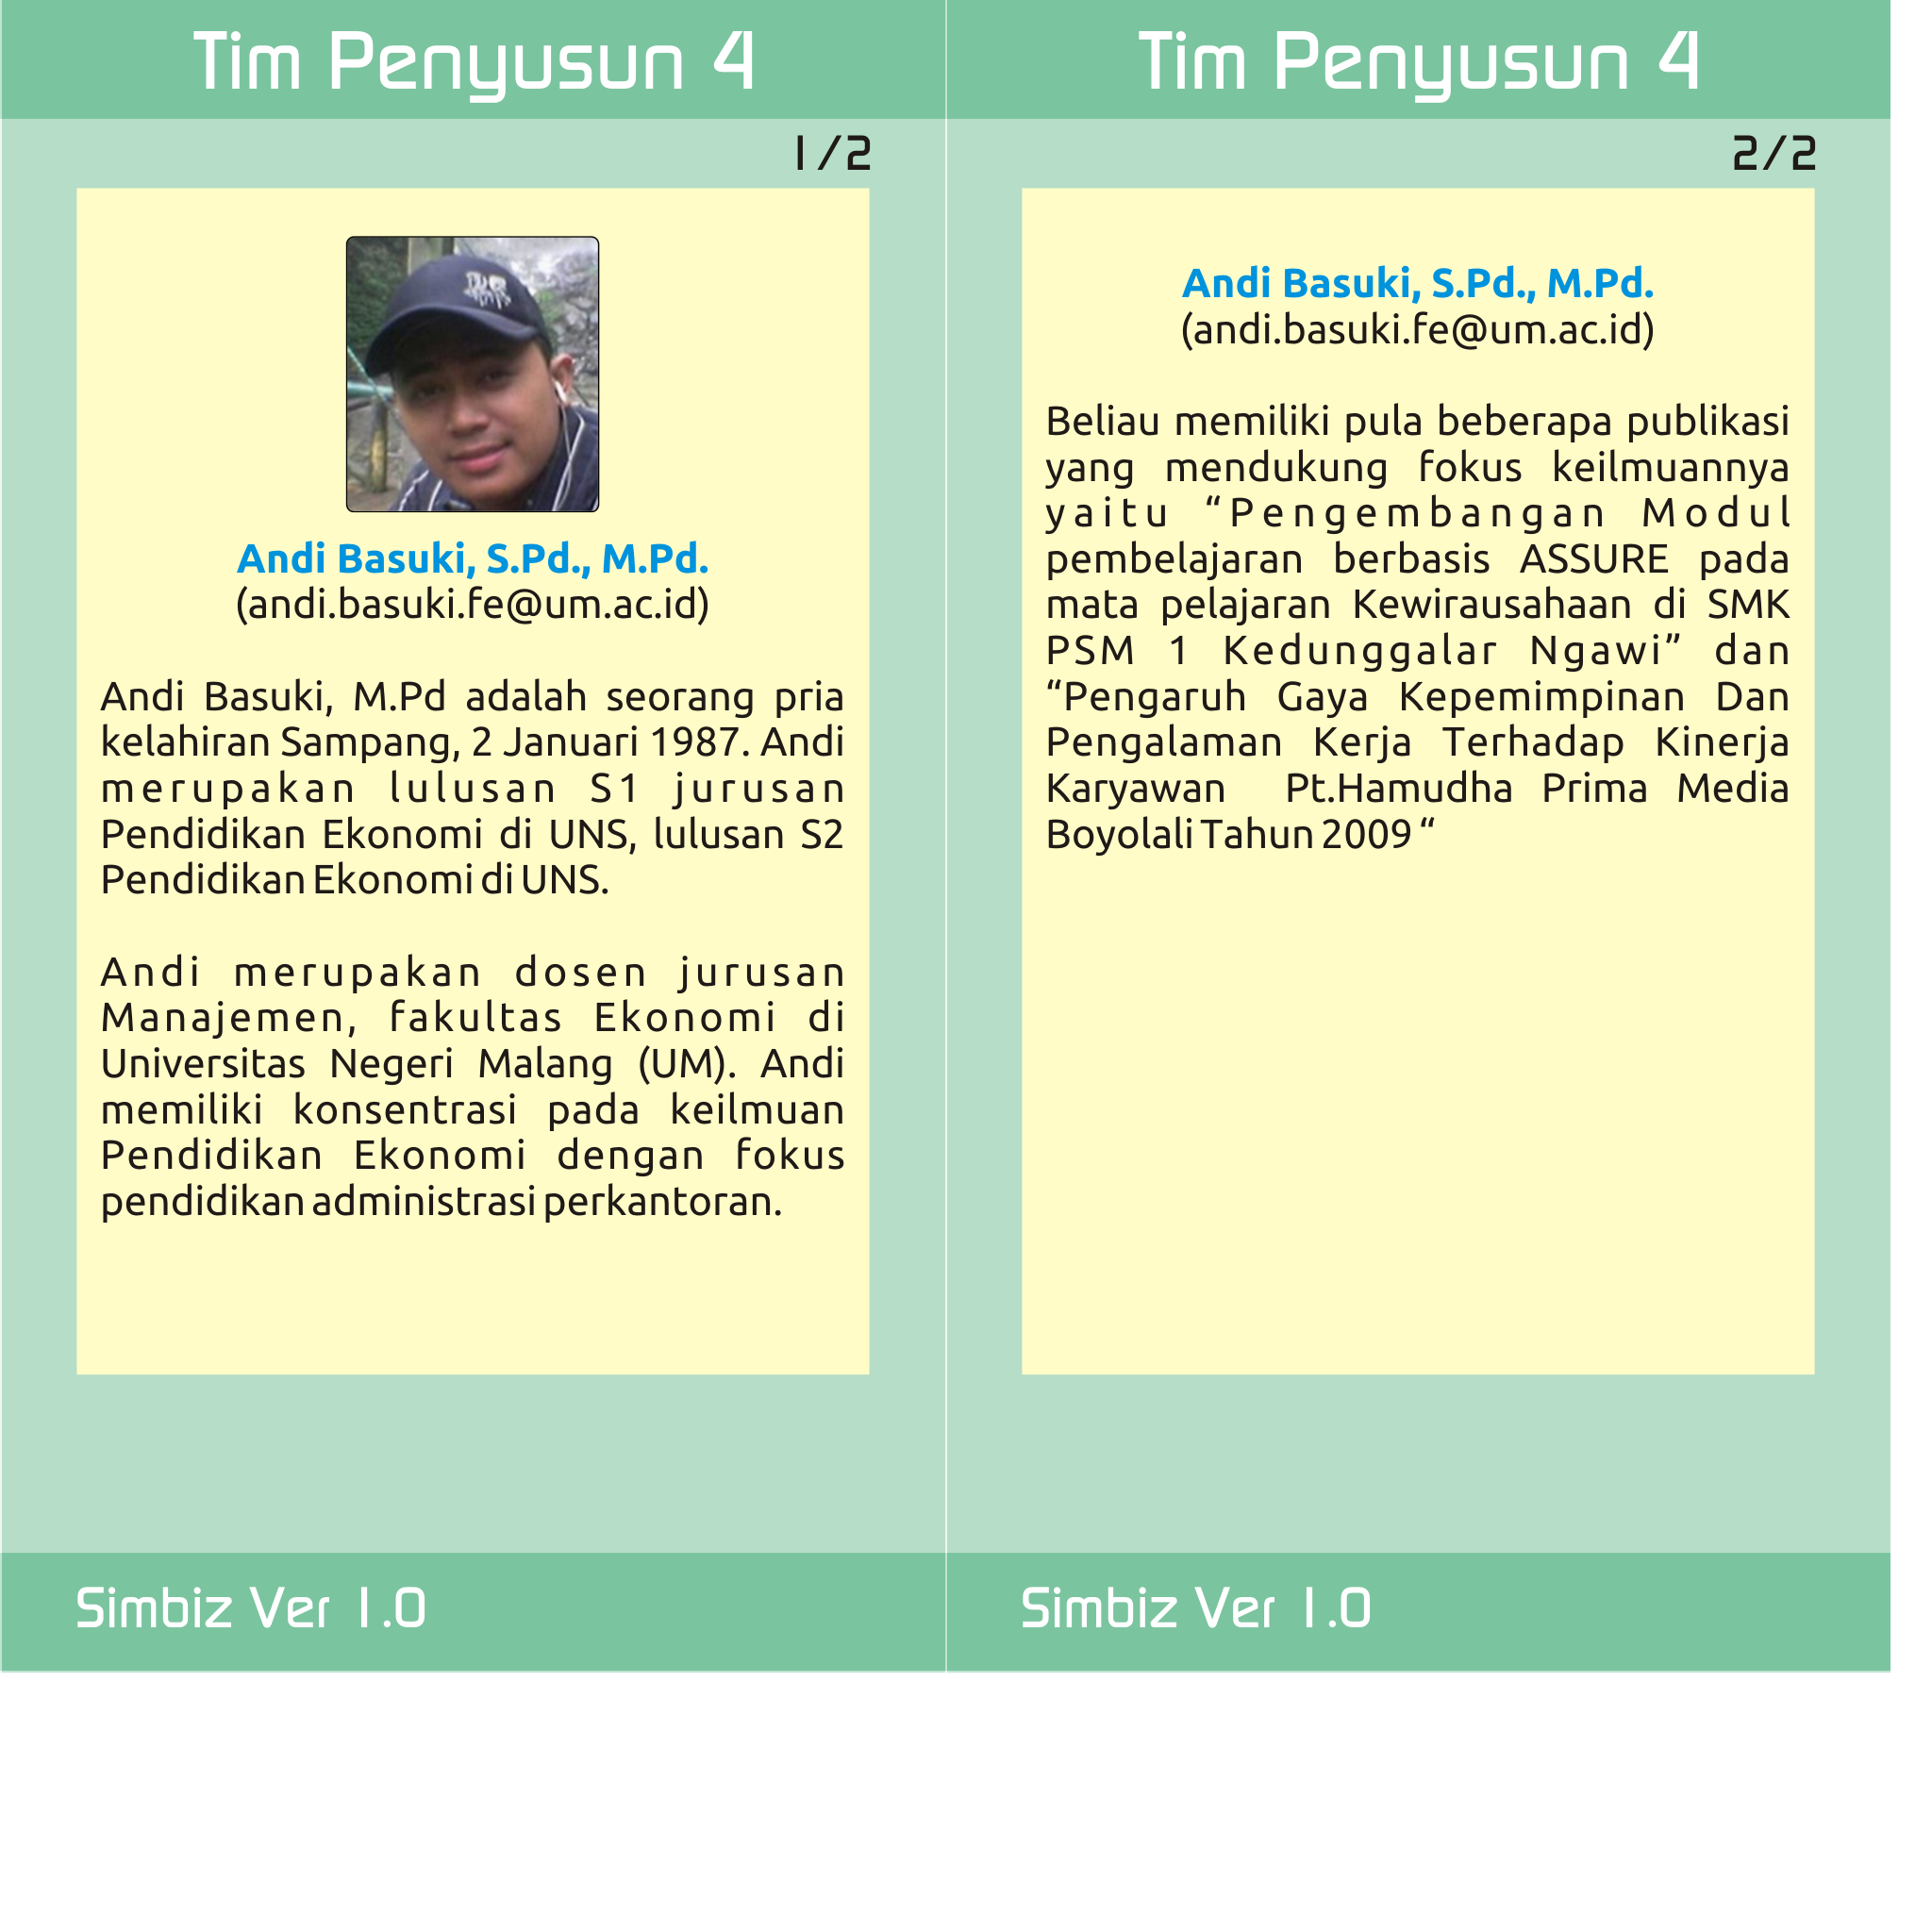 Tim Penyusun 4
1/2
Andi Basuki, S.Pd., M.Pd.
(andi.basuki.fe@um.ac.id)
Andi Basuki, M.Pd adalah seorang pria
kelahiran Sampang, 2 Januari 1987. Andi
merupakan lulusan S1 jurusan
Pendidikan Ekonomi di UNS, lulusan S2
Pendidikan Ekonomi di UNS.
Andi merupakan dosen jurusan
Manajemen, fakultas Ekonomi di
Universitas Negeri Malang (UM). Andi
memiliki konsentrasi pada keilmuan
Pendidikan Ekonomi dengan fokus
pendidikan administrasi perkantoran.
Simbiz Ver 1.0
Tim Penyusun 4
2/2
Andi Basuki, S.Pd., M.Pd.
(andi.basuki.fe@um.ac.id)
Beliau memiliki pula beberapa publikasi
yang mendukung fokus keilmuannya
yaitu “Pengembangan Modul
pembelajaran berbasis ASSURE pada
mata pelajaran Kewirausahaan di SMK
PSM 1 Kedunggalar Ngawi” dan
“Pengaruh Gaya Kepemimpinan Dan
Pengalaman Kerja Terhadap Kinerja
Karyawan Pt.Hamudha Prima Media
Boyolali Tahun 2009 “
Simbiz Ver 1.0